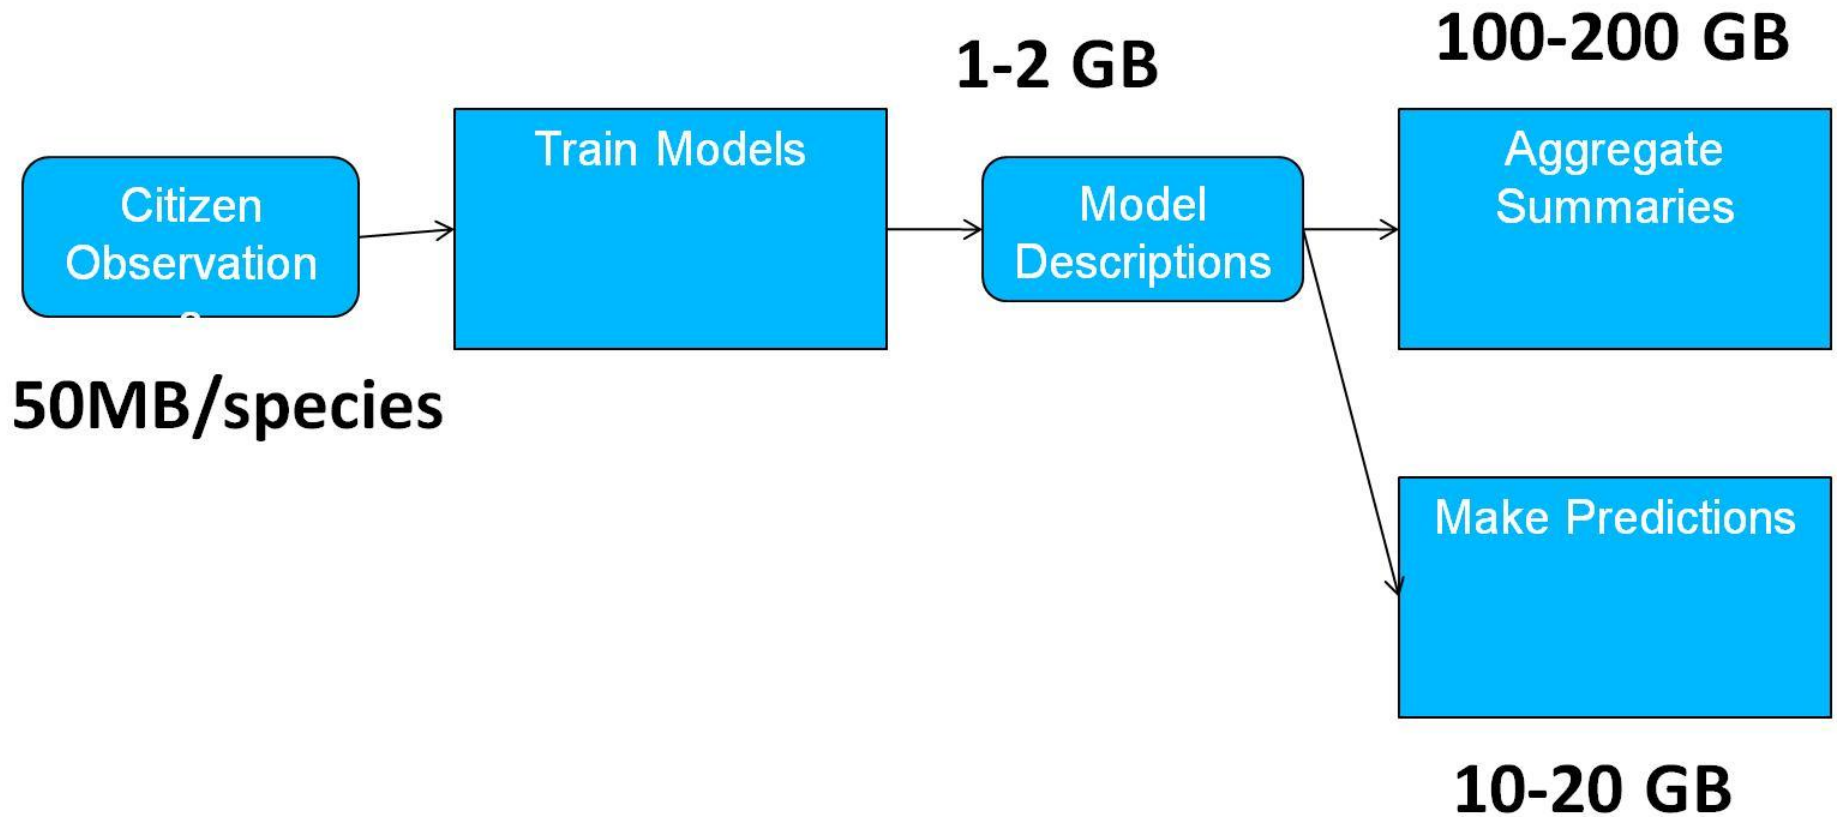 100-200 GB
1-2 GB
Train Models
Aggregate
Summaries
Citizen
Observation
s
Model
Descriptions
50MB/species
Make Predictions
10-20 GB